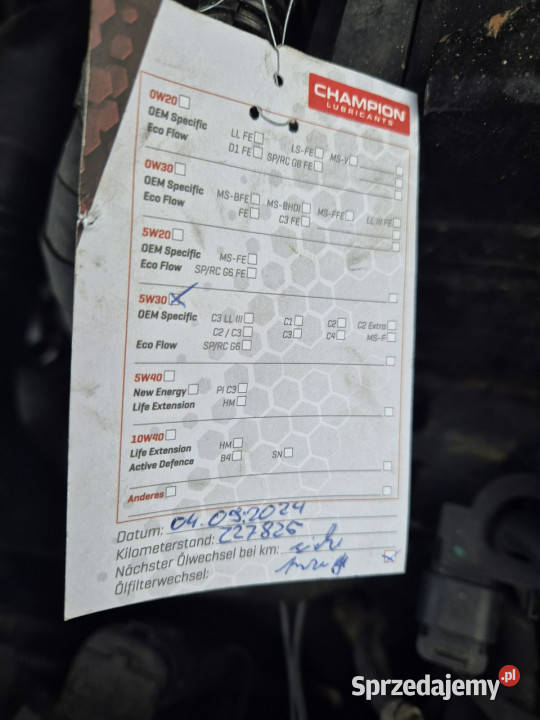 CHAMPION
LUBRICANTS
0W20
OEM Specific LL FE LS-FE MS-V
Eco Flow D1 FE SP/RC G6 FE
0W30
OEM Specific MS-BFE MS-BHDI MS-FFE LL III FE
Eco Flow FE C3 FE
5W20
OEM Specific MS-FE
Eco Flow SP/RC G6 FE
5W30
OEM Specific C3 LL III C1 C2 C2 Extra
C2 / C3 C3 C4 MS-F
Eco Flow SP/RC G6
5W40
New Energy PI C3
Life Extension HM
10W40
Life Extension HM
Active Defence B4 SN
Anderes
Datum: 04.09.2024
Kilometerstand: 227826
Nächster Ölwechsel bei km:
Ölfilterwechsel:
Sprzedajemy.pl